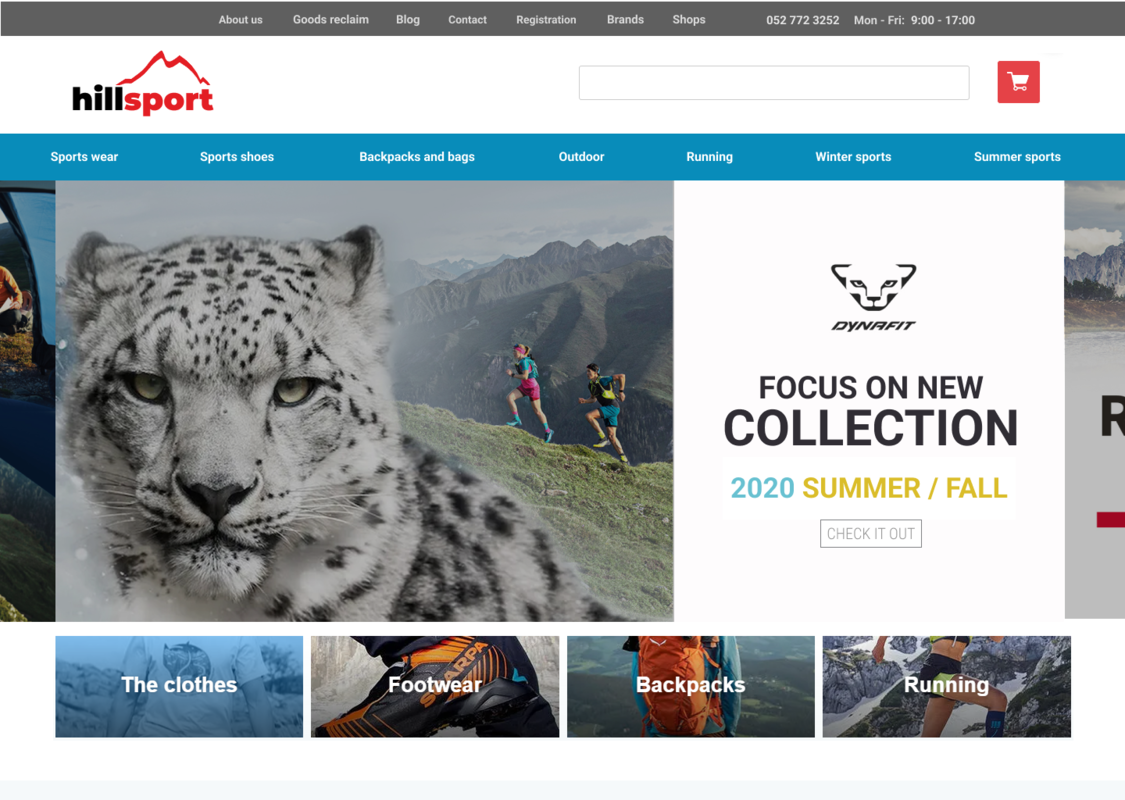 About us Goods reclaim Blog Contact Registration Brands Shops 052 772 3252 Mon - Fri: 9:00 - 17:00
hillsport
Sports wear Sports shoes Backpacks and bags Outdoor Running Winter sports Summer sports
DYNAFIT
FOCUS ON NEW
COLLECTION
2020 SUMMER / FALL
CHECK IT OUT
R
The clothes Footwear Backpacks Running
SCARPA